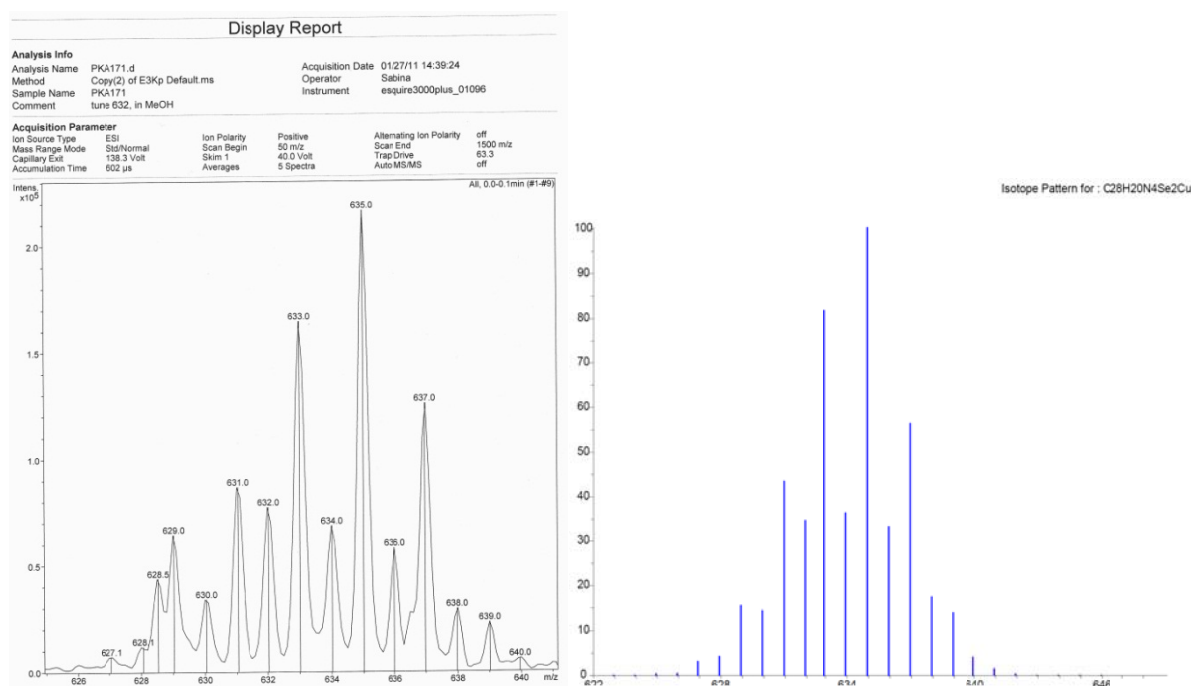 Display Report
Analysis Info
Analysis Name PKA171.d Acquisition Date 01/27/11 14:39:24
Method Copy(2) of E3Kp Default.ms Operator Sabina
Sample Name PKA171 Instrument esquire3000plus_01096
Comment tune 632, in MeOH
Acquisition Parameter
Ion Source Type ESI Ion Polarity Positive Alternating Ion Polarity off
Mass Range Mode Std/Normal Scan Begin 50 m/z Scan End 1500 m/z
Capillary Exit 138.3 Volt Skim 1 40.0 Volt Trap Drive 63.3
Accumulation Time 602 µs Averages 5 Spectra Auto MS/MS off
Intens. All, 0.0-0.1min (#1-#9)
x10⁵
635.0
2.0
633.0
1.5
637.0
1.0
631.0
632.0
634.0
629.0
635.0
0.5
628.5
630.0
638.0
639.0
628.1
627.1
640.0
0.0
626 628 630 632 634 636 638 640 m/z
Isotope Pattern for : C28H20N4Se2Cu
100
90
80
70
60
50
40
30
20
10
0
622 628 634 640 646